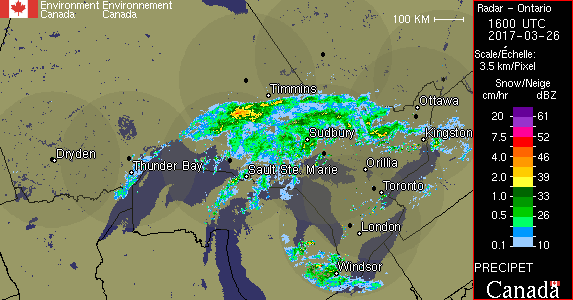 Environment Environnement
Canada Canada
100 KM
Timmins
Ottawa
Sudbury
Kingston
Dryden
Thunder Bay
Sault Ste. Marie
Orillia
Toronto
London
Windsor
Radar - Ontario
1600 UTC
2017-03-26
Scale/Échelle:
3.5 km/Pixel
Snow/Neige
cm/hr dBZ
20 61
7.5 52
4.0 46
2.0 39
1.0 33
0.5 26
0.1 10
PRECIPET
Canada